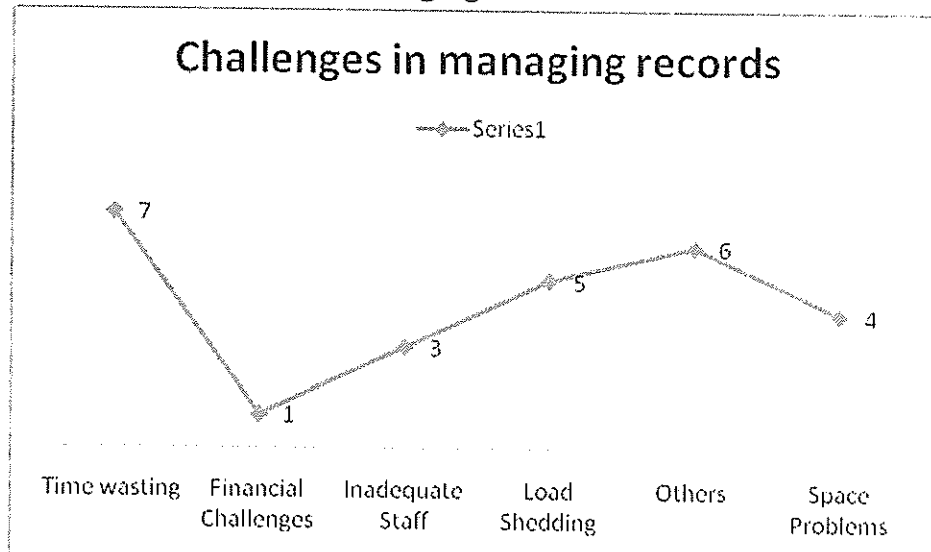 Challenges in managing records
Series1
7
1
3
5
6
4
Time wasting
Financial
Challenges
Inadequate
Staff
Load
Shedding
Others
Space
Problems